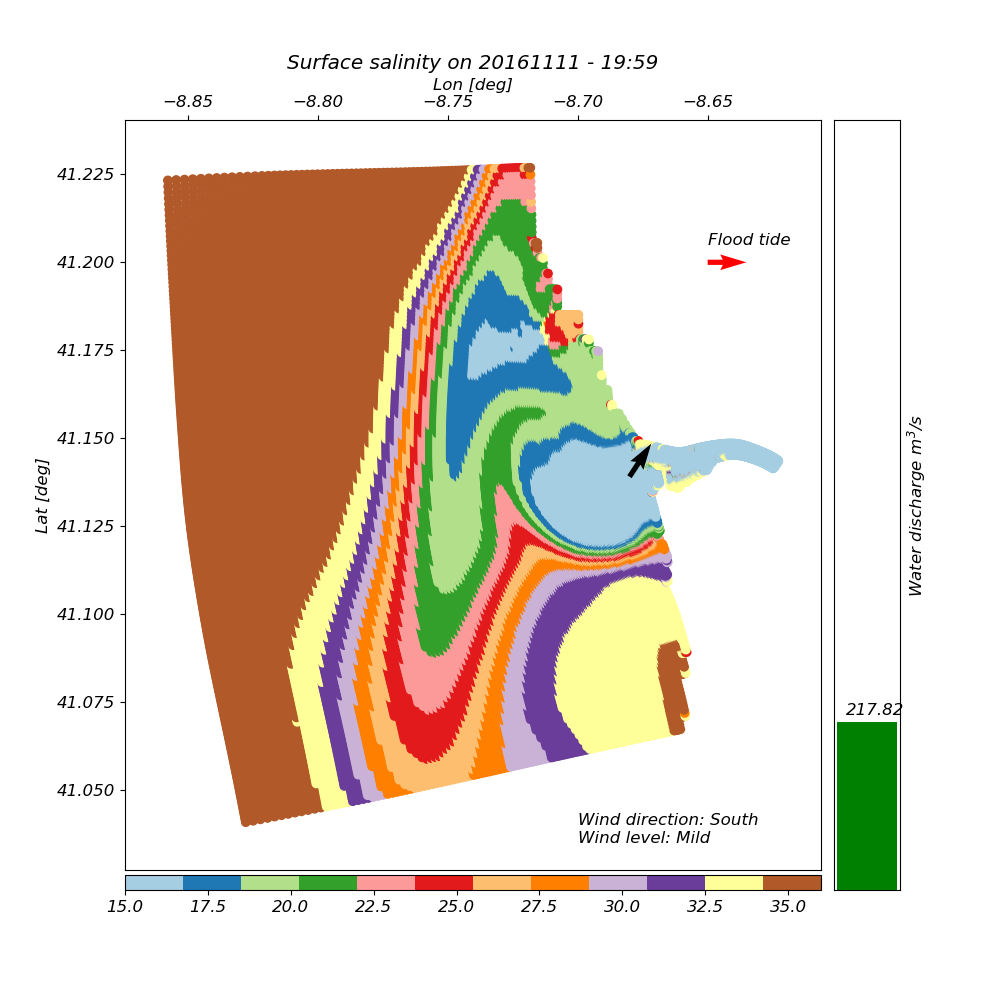 Surface salinity on 20161111 - 19:59
Lon [deg]
−8.85 −8.80 −8.75 −8.70 −8.65
41.225
41.200
41.175
41.150
41.125
41.100
41.075
41.050
Lat [deg]
Flood tide
Wind direction: South
Wind level: Mild
15.0 17.5 20.0 22.5 25.0 27.5 30.0 32.5 35.0
217.82
Water discharge m³/s